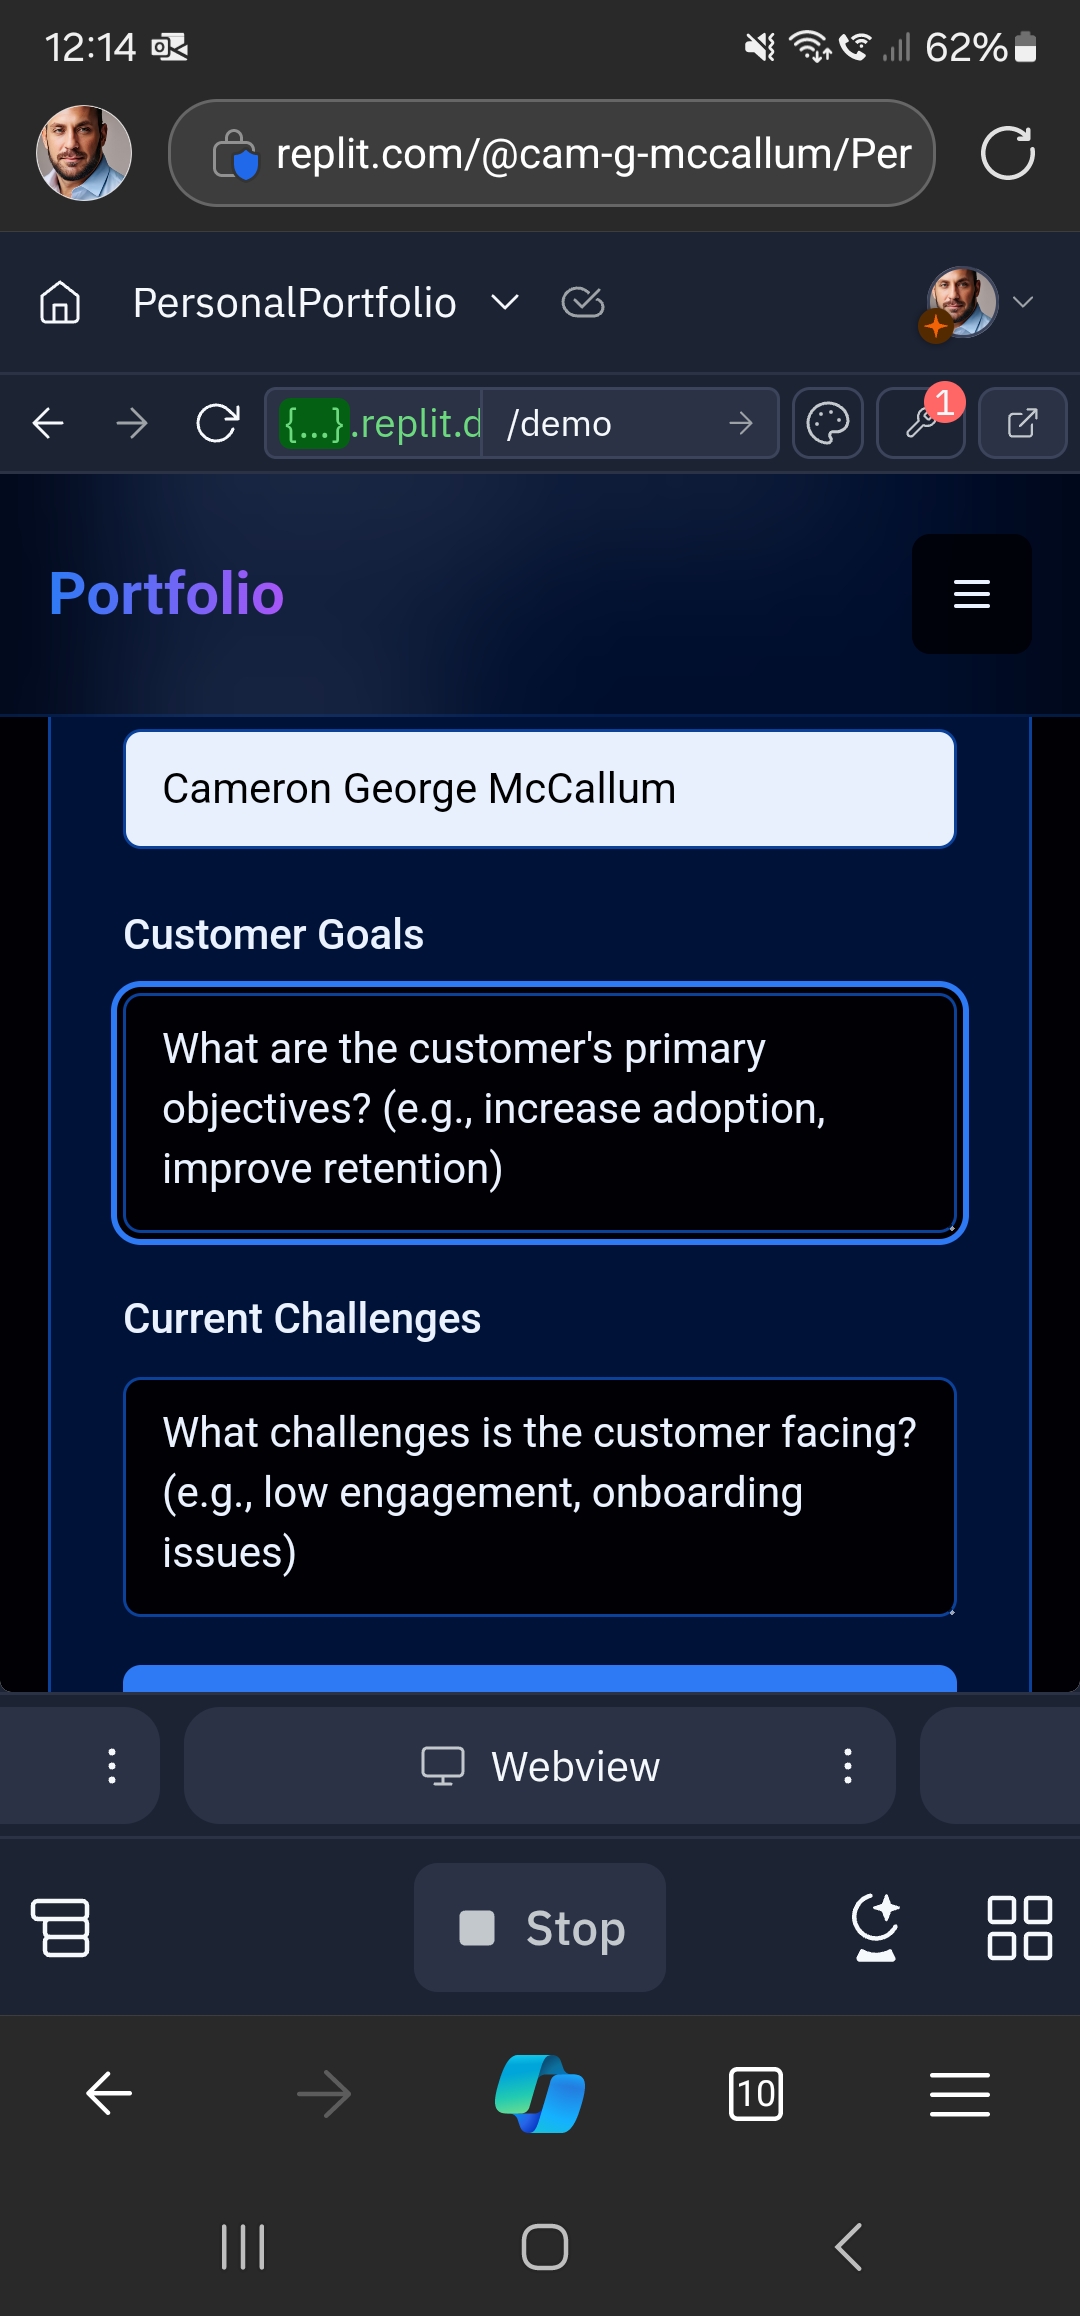 12:14
62%
replit.com/@cam-g-mccallum/Per
PersonalPortfolio
{...}.replit.d
/demo
1
Portfolio
Cameron George McCallum
Customer Goals
What are the customer's primary
objectives? (e.g., increase adoption,
improve retention)
Current Challenges
What challenges is the customer facing?
(e.g., low engagement, onboarding
issues)
Webview
Stop
10